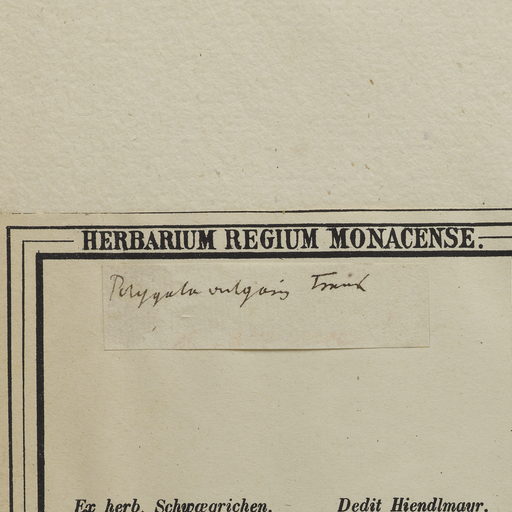 HERBARIUM REGIUM MONACENSE.
Polygala vulgaris
Ex herb. Schwægrichen. Dedit Hiendlmayr.